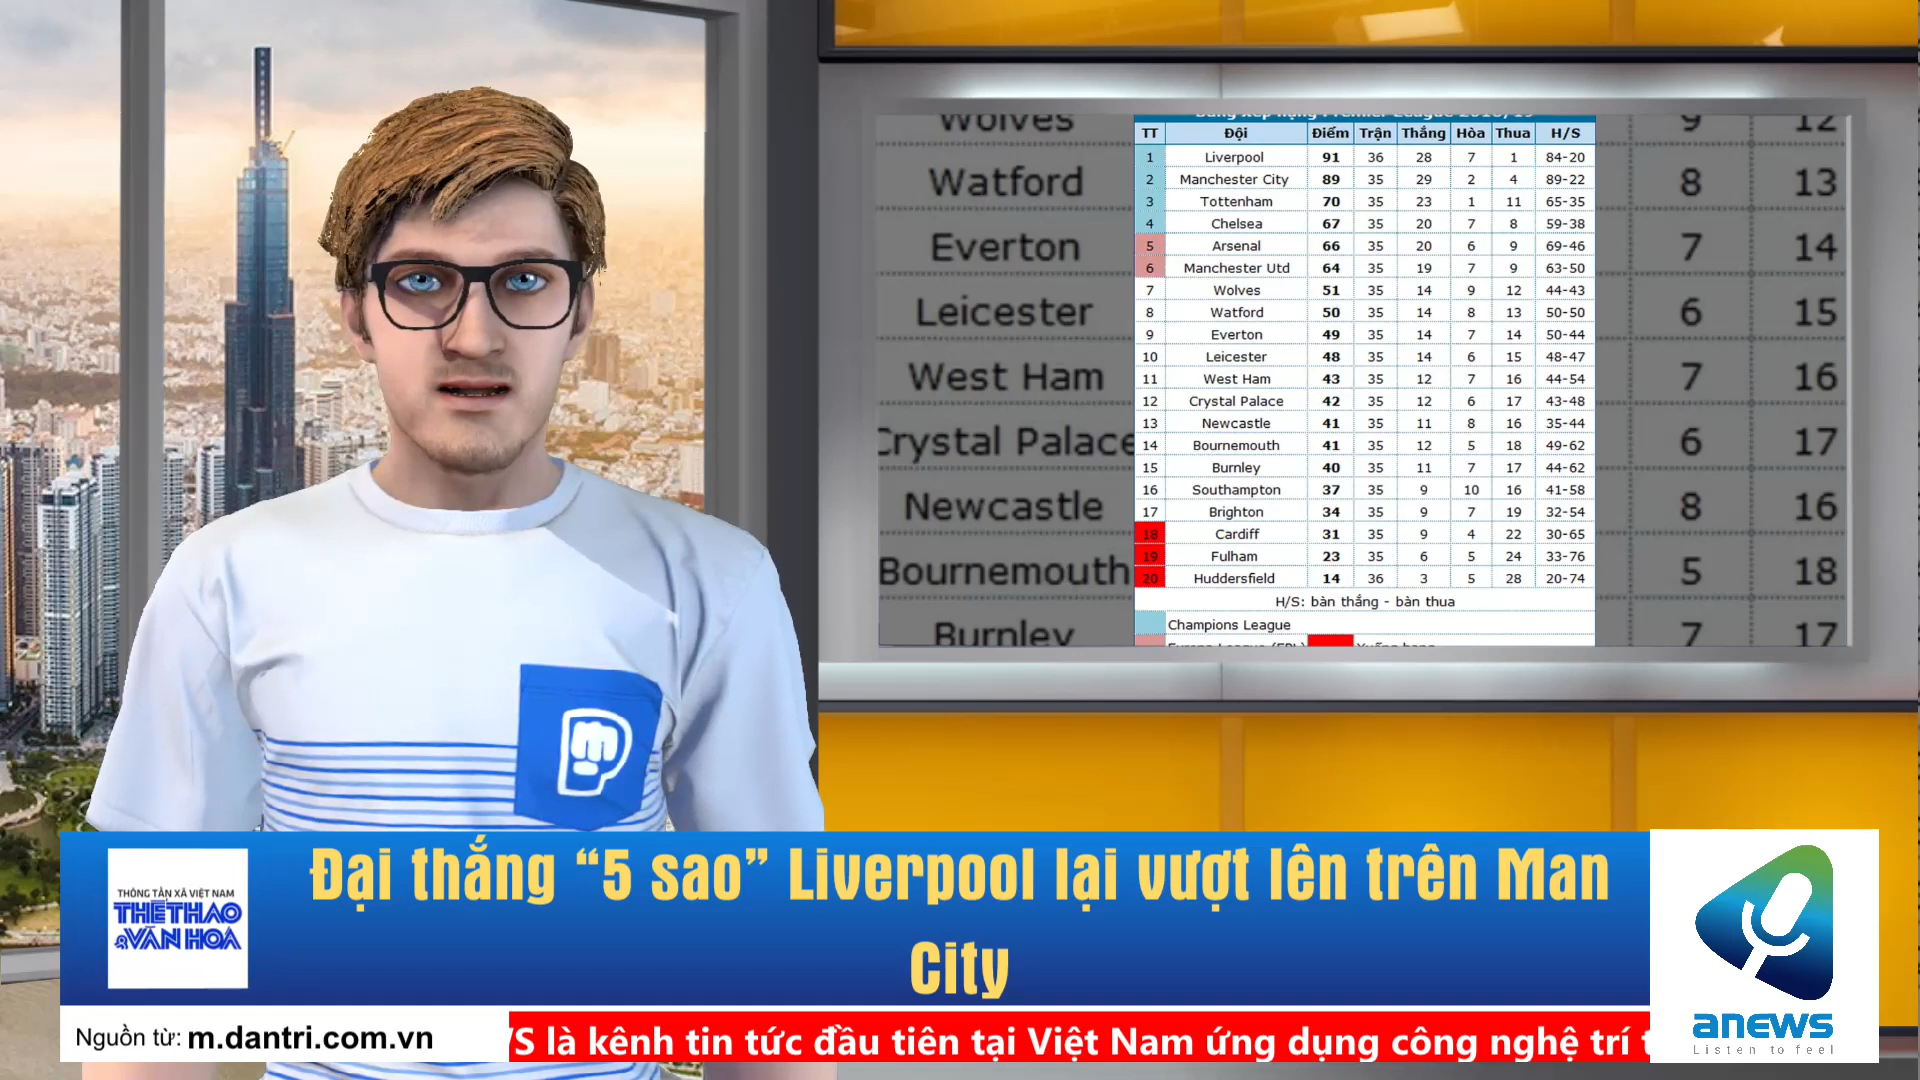 Wolves 9 12
Watford 8 13
Everton 7 14
Leicester 6 15
West Ham 7 16
Crystal Palace 6 17
Newcastle 8 16
Bournemouth 5 18
Burnley 7 17
Bảng xếp hạng Premier League 2018/19
TT Đội Điểm Trận Thắng Hòa Thua H/S
1 Liverpool 91 36 28 7 1 84-20
2 Manchester City 89 35 29 2 4 89-22
3 Tottenham 70 35 23 1 11 65-35
4 Chelsea 67 35 20 7 8 59-38
5 Arsenal 66 35 20 6 9 69-46
6 Manchester Utd 64 35 19 7 9 63-50
7 Wolves 51 35 14 9 12 44-43
8 Watford 50 35 14 8 13 50-50
9 Everton 49 35 14 7 14 50-44
10 Leicester 48 35 14 6 15 48-47
11 West Ham 43 35 12 7 16 44-54
12 Crystal Palace 42 35 12 6 17 43-48
13 Newcastle 41 35 11 8 16 35-44
14 Bournemouth 41 35 12 5 18 49-62
15 Burnley 40 35 11 7 17 44-62
16 Southampton 37 35 9 10 16 41-58
17 Brighton 34 35 9 7 19 32-54
18 Cardiff 31 35 9 4 22 30-65
19 Fulham 23 35 6 5 24 33-76
20 Huddersfield 14 36 3 5 28 20-74
H/S: bàn thắng - bàn thua
Champions League
THÔNG TẤN XÃ VIỆT NAM
THỂ THAO
& VĂN HÓA
Đại thắng “5 sao” Liverpool lại vượt lên trên Man
City
Nguồn từ: m.dantri.com.vn
WS là kênh tin tức đầu tiên tại Việt Nam ứng dụng công nghệ trí t
anews
Listen to feel